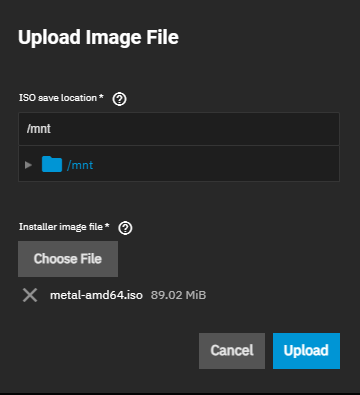 Upload Image File
ISO save location *
/mnt
/mnt
Installer image file *
Choose File
metal-amd64.iso 89.02 MiB
Cancel Upload